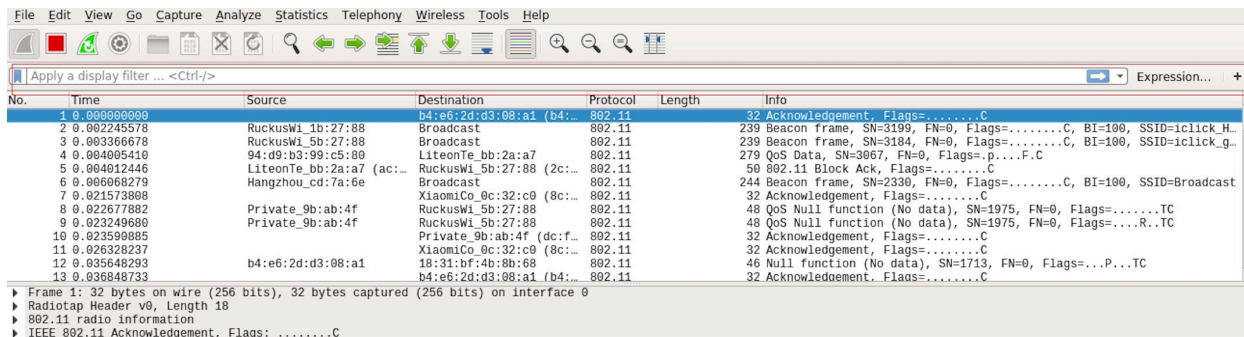 File Edit View Go Capture Analyze Statistics Telephony Wireless Tools Help
Apply a display filter ... <Ctrl-/> Expression... +
No. Time Source Destination Protocol Length Info
1 0.000000000 b4:e6:2d:d3:08:a1 (b4:… 802.11 32 Acknowledgement, Flags=........C
2 0.002245578 RuckusWi_1b:27:88 Broadcast 802.11 239 Beacon frame, SN=3199, FN=0, Flags=........C, BI=100, SSID=iclick_H…
3 0.003366678 RuckusWi_5b:27:88 Broadcast 802.11 239 Beacon frame, SN=3184, FN=0, Flags=........C, BI=100, SSID=iclick_g…
4 0.004005410 94:d9:b3:99:c5:80 LiteonTe_bb:2a:a7 802.11 279 QoS Data, SN=3067, FN=0, Flags=.p....F.C
5 0.004012446 LiteonTe_bb:2a:a7 (ac:… RuckusWi_5b:27:88 (2c:… 802.11 50 802.11 Block Ack, Flags=........C
6 0.006068279 Hangzhou_cd:7a:6e Broadcast 802.11 244 Beacon frame, SN=2330, FN=0, Flags=........C, BI=100, SSID=Broadcast
7 0.021573808 XiaomiCo_0c:32:c0 (8c:… 802.11 32 Acknowledgement, Flags=........C
8 0.022677882 Private_9b:ab:4f RuckusWi_5b:27:88 802.11 48 QoS Null function (No data), SN=1975, FN=0, Flags=.......TC
9 0.023249680 Private_9b:ab:4f RuckusWi_5b:27:88 802.11 48 QoS Null function (No data), SN=1975, FN=0, Flags=....R..TC
10 0.023590885 Private_9b:ab:4f (dc:f… 802.11 32 Acknowledgement, Flags=........C
11 0.026328237 XiaomiCo_0c:32:c0 (8c:… 802.11 32 Acknowledgement, Flags=........C
12 0.035648293 b4:e6:2d:d3:08:a1 18:31:bf:4b:8b:68 802.11 46 Null function (No data), SN=1713, FN=0, Flags=...P...TC
13 0.036848733 b4:e6:2d:d3:08:a1 (b4:… 802.11 32 Acknowledgement, Flags=........C
Frame 1: 32 bytes on wire (256 bits), 32 bytes captured (256 bits) on interface 0
Radiotap Header v0, Length 18
802.11 radio information
IEEE 802.11 Acknowledgement, Flags: ........C